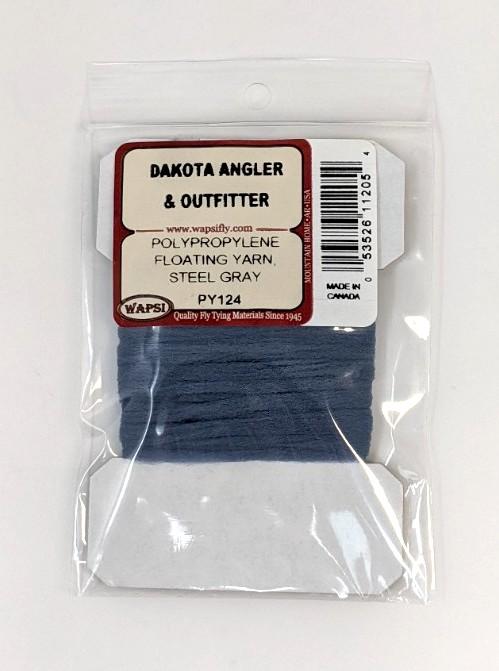 DAKOTA ANGLER
& OUTFITTER
www.wapsifly.com
POLYPROPYLENE
FLOATING YARN,
STEEL GRAY
PY124
WAPSI
Quality Fly Tying Materials Since 1945
MOUNTAIN HOME•AR•USA
0 53526 11205 4
MADE IN
CANADA